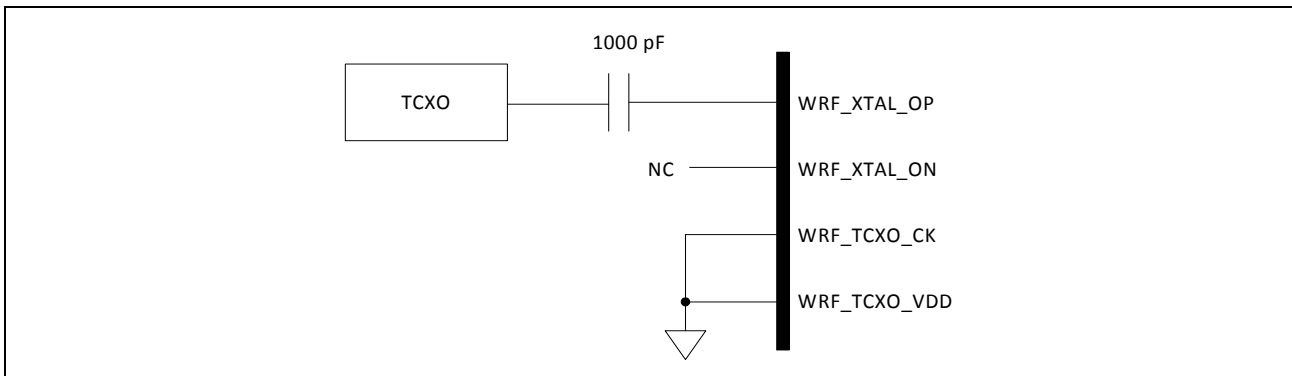 1000 pF
TCXO
WRF_XTAL_OP
NC
WRF_XTAL_ON
WRF_TCXO_CK
WRF_TCXO_VDD